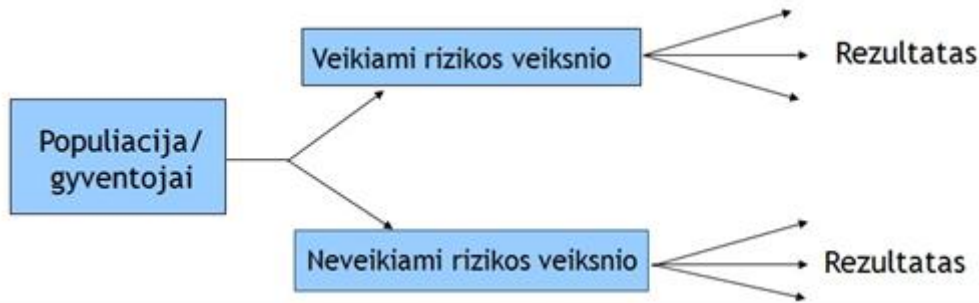 Veikiami rizikos veiksnio
Rezultatas
Populiacija/
gyventojai
Neveikiami rizikos veiksnio
Rezultatas